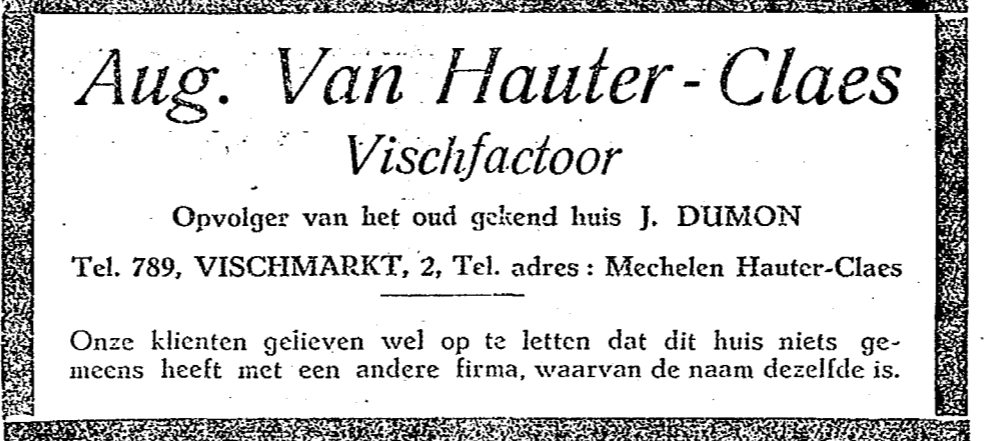 Aug. Van Hauter-Claes
Vischfactoor
Opvolger van het oud gekend huis J. DUMON
Tel. 789, VISCHMARKT, 2, Tel. adres : Mechelen Hauter-Claes
Onze klienten gelieven wel op te letten dat dit huis niets ge-
meens heeft met een andere firma, waarvan de naam dezelfde is.